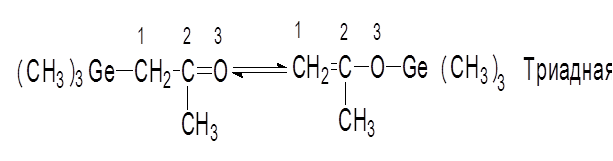 1 2 3 1 2 3
(CH3)3 Ge—CH2—C=O ⇌ CH2=C—O—Ge (CH3)3 Триадная
CH3 CH3